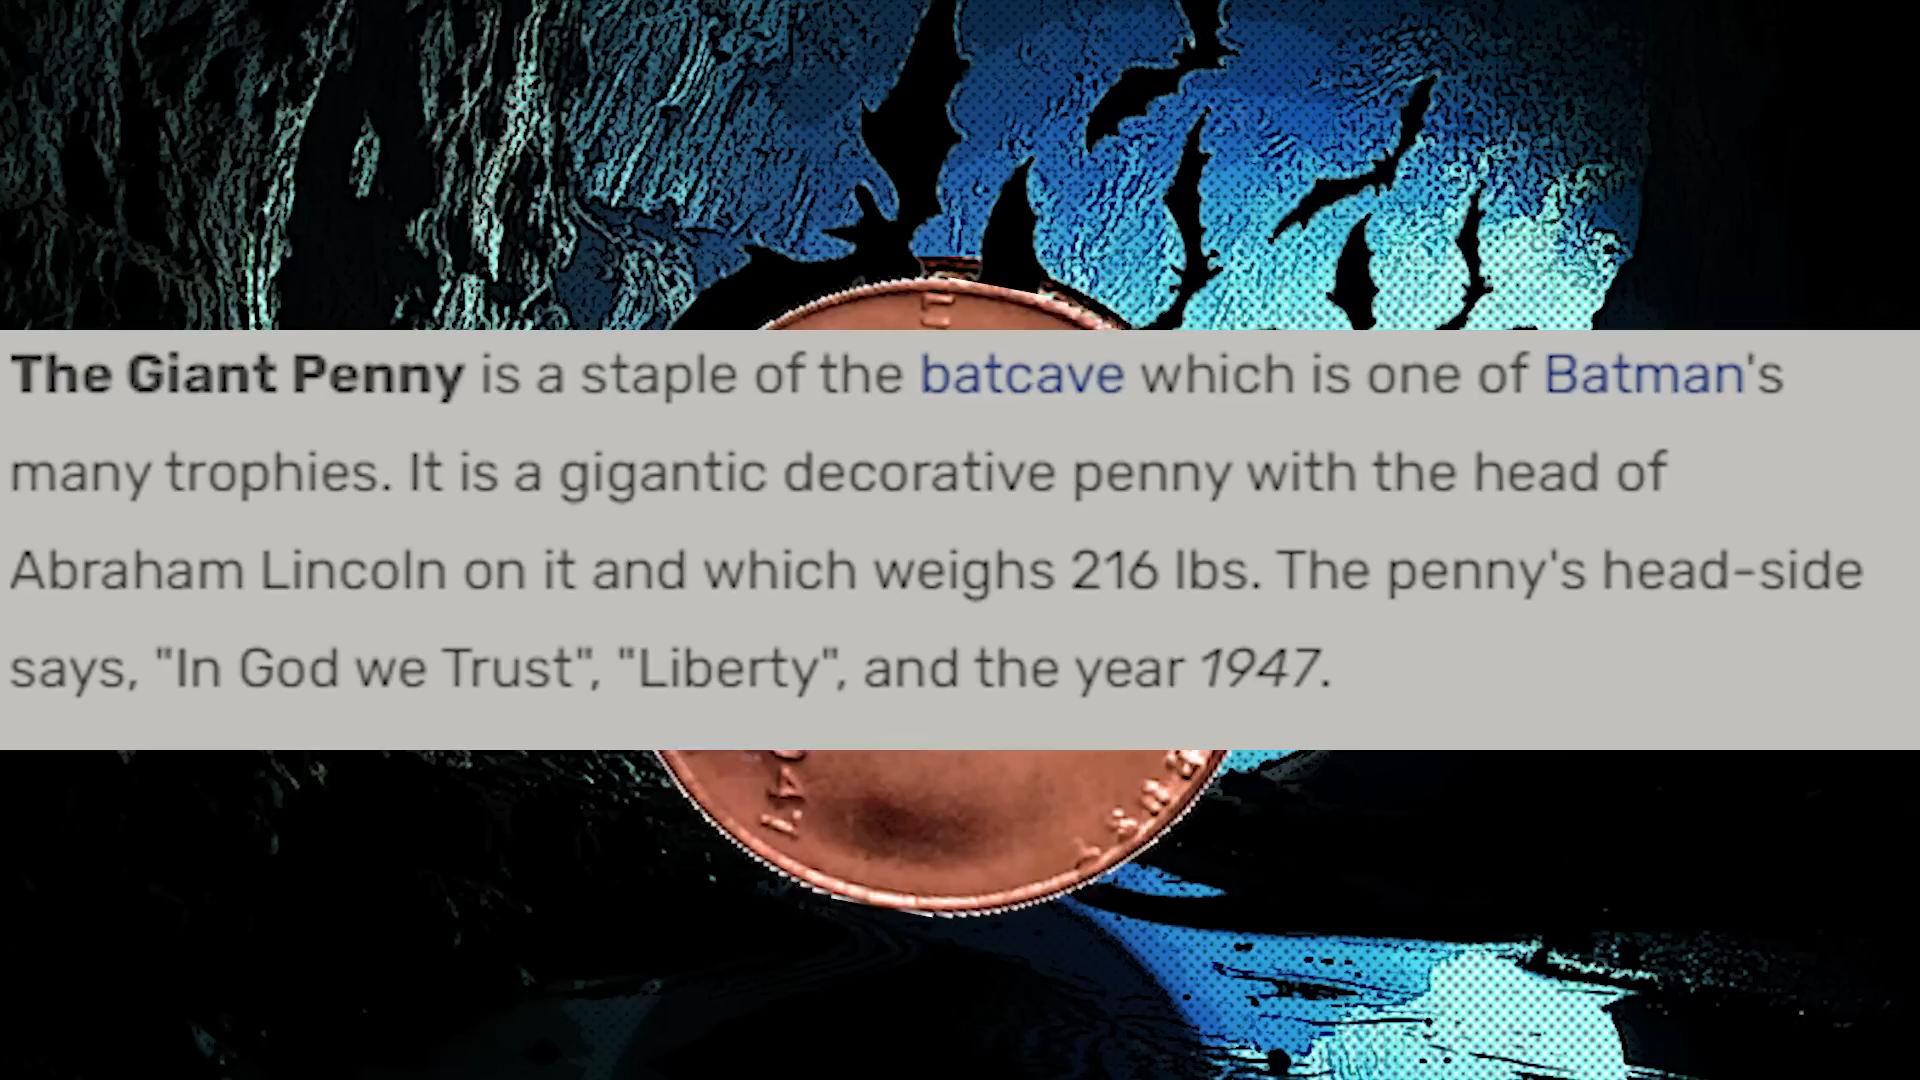 The Giant Penny is a staple of the batcave which is one of Batman's
many trophies. It is a gigantic decorative penny with the head of
Abraham Lincoln on it and which weighs 216 lbs. The penny's head-side
says, "In God we Trust", "Liberty", and the year 1947.